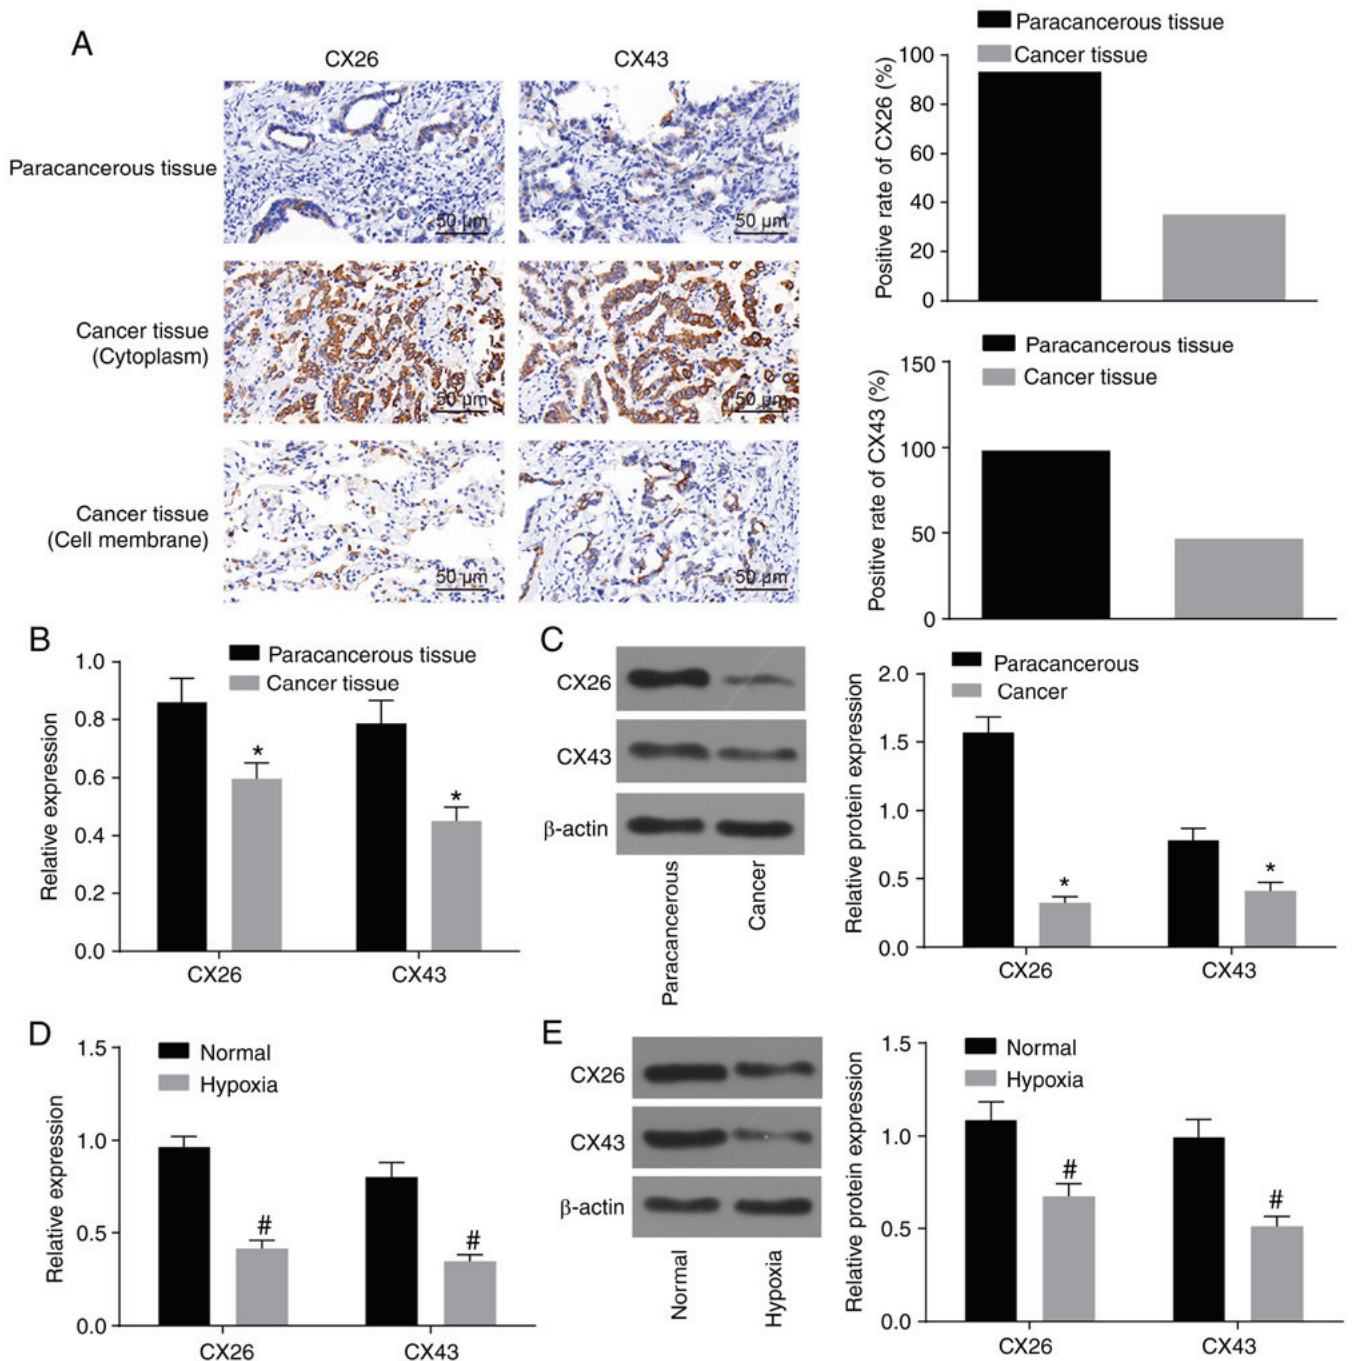 A
CX26
CX43
Paracancerous tissue
50 µm
50 µm
Cancer tissue
(Cytoplasm)
50 µm
50 µm
Cancer tissue
(Cell membrane)
50 µm
50 µm
Paracancerous tissue
Cancer tissue
Positive rate of CX26 (%)
100
80
60
40
20
0
Paracancerous tissue
Cancer tissue
Positive rate of CX43 (%)
150
100
50
0
B
Paracancerous tissue
Cancer tissue
Relative expression
1.0
0.8
0.6
0.4
0.2
0.0
*
*
CX26
CX43
C
CX26
CX43
β-actin
Paracancerous
Cancer
Paracancerous
Cancer
Relative protein expression
2.0
1.5
1.0
0.5
0.0
*
*
CX26
CX43
D
Normal
Hypoxia
Relative expression
1.5
1.0
0.5
0.0
#
#
CX26
CX43
E
CX26
CX43
β-actin
Normal
Hypoxia
Normal
Hypoxia
Relative protein expression
1.5
1.0
0.5
0.0
#
#
CX26
CX43